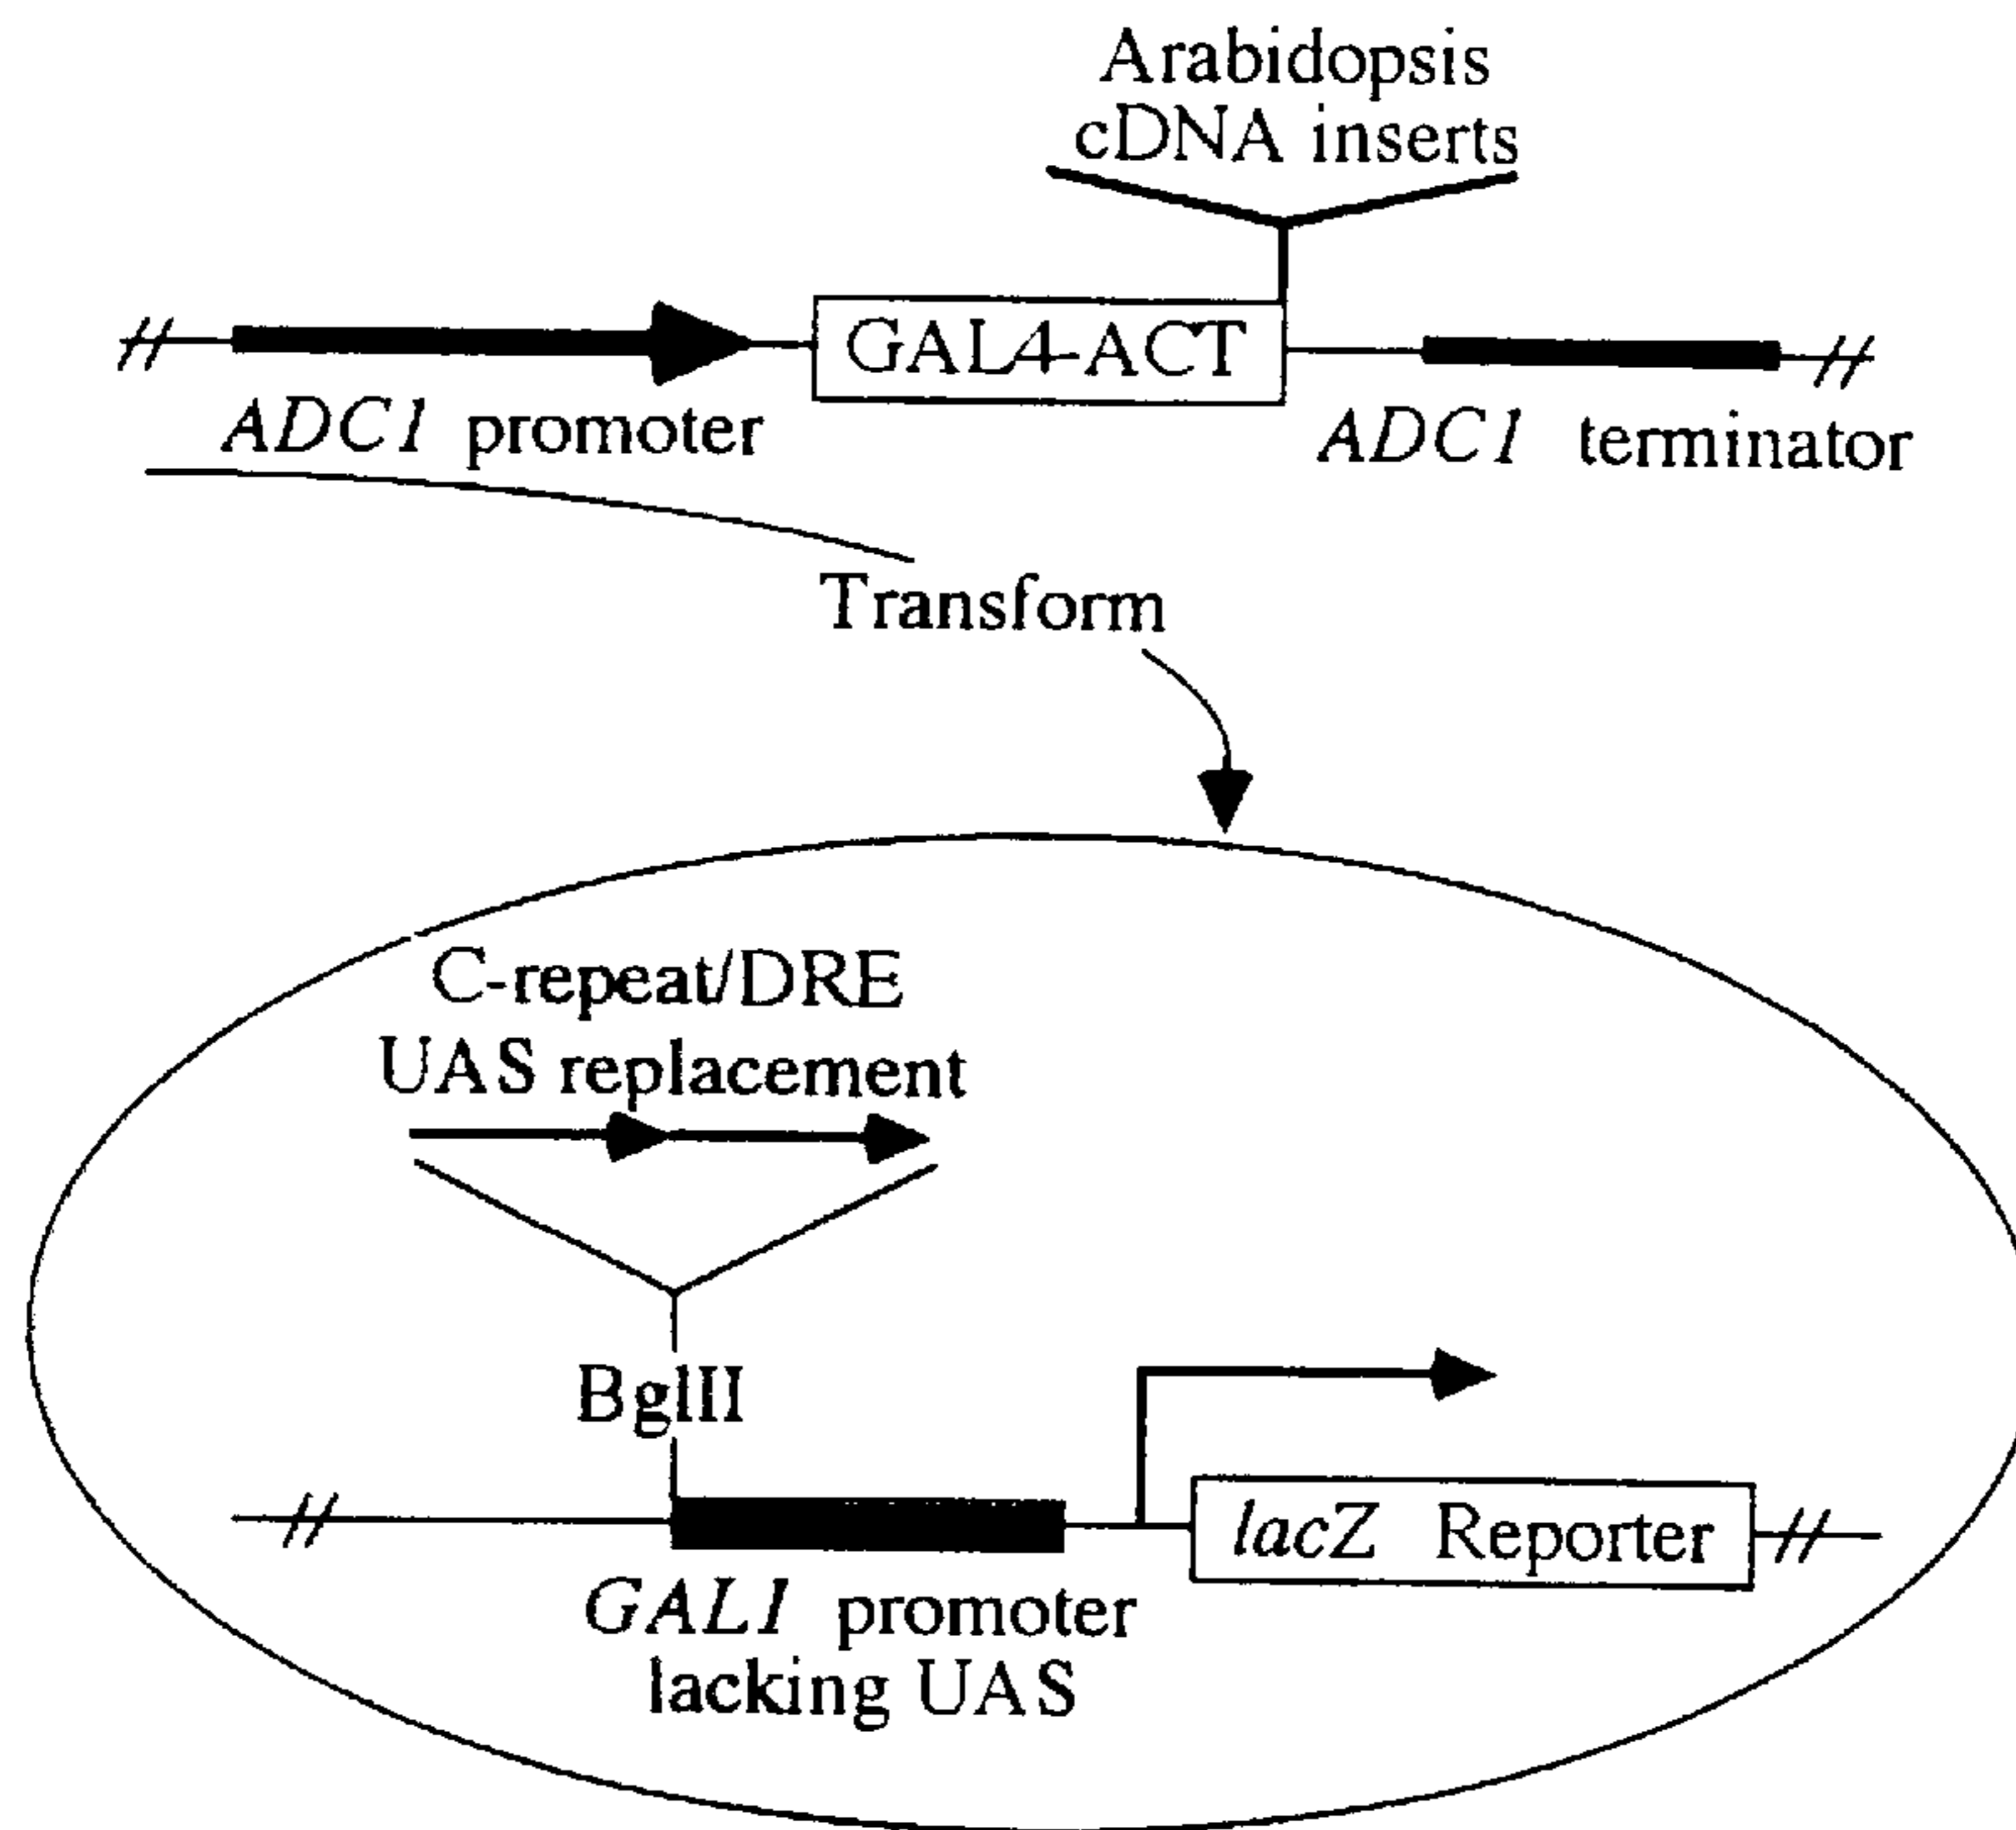 Arabidopsis
cDNA inserts
GAL4-ACT
ADC1 promoter
ADC1 terminator
Transform
C-repeat/DRE
UAS replacement
BglII
lacZ Reporter
GAL1 promoter
lacking UAS